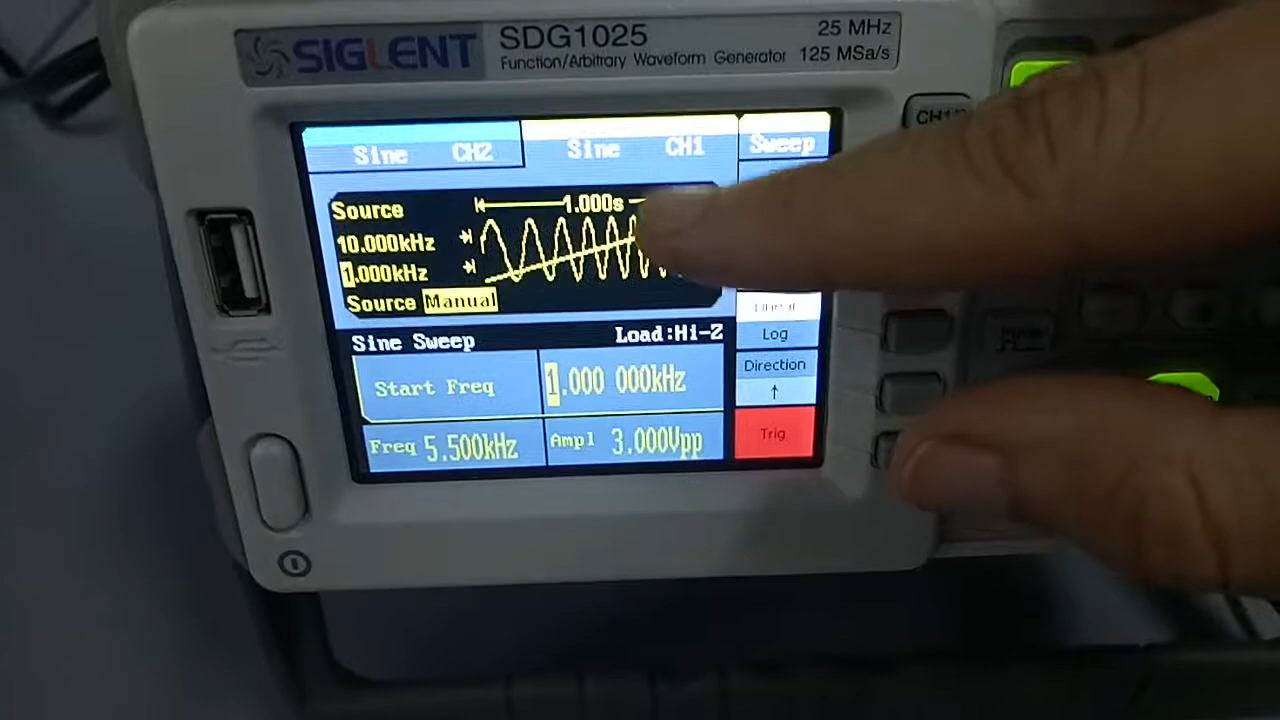 SIGLENT SDG1025 25 MHz
Function/Arbitrary Waveform Generator 125 MSa/s
CH1/2
Sine CH2 Sine CH1 Sweep
Source 1.000s
10.000kHz
1.000kHz
Source Manual
Sine Sweep Load:Hi-Z
Log
Start Freq 1.000 000kHz
Direction
↑
Freq 5.500kHz Ampl 3.000Vpp
Trig